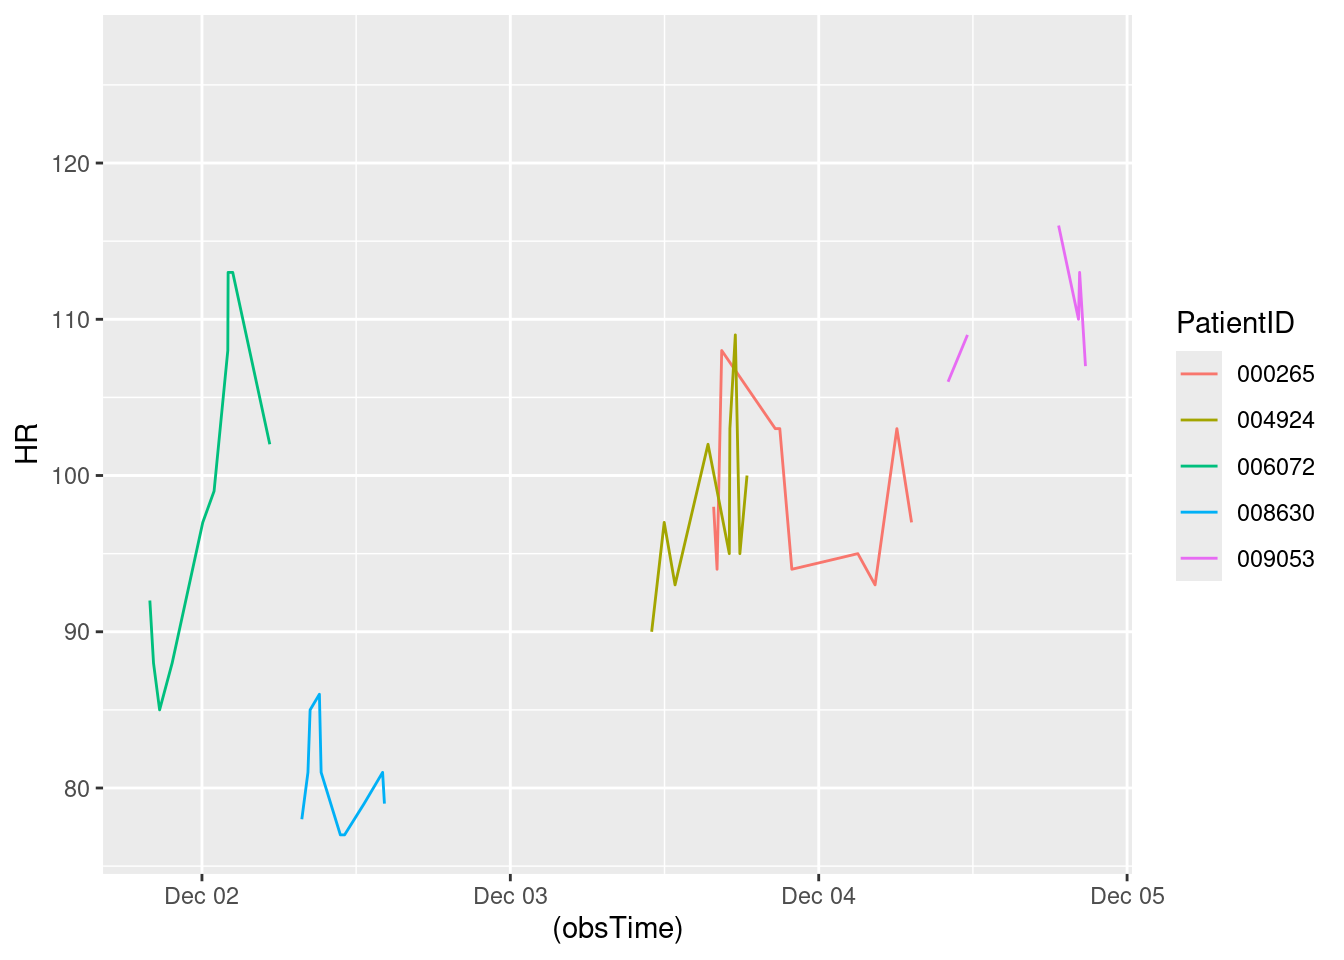 120
110
100
90
80
HR
Dec 02
Dec 03
Dec 04
Dec 05
(obsTime)
PatientID
000265
004924
006072
008630
009053